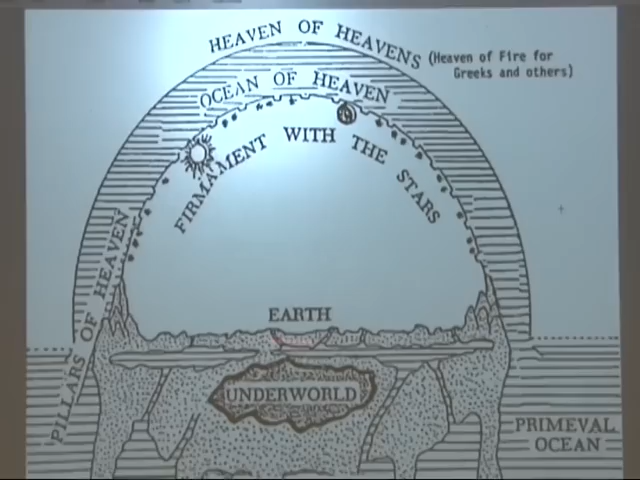 HEAVEN OF HEAVENS
(Heaven of Fire for
Greeks and others)
OCEAN OF HEAVEN
FIRMAMENT WITH THE STARS
PILLARS OF HEAVEN
EARTH
UNDERWORLD
PRIMEVAL
OCEAN